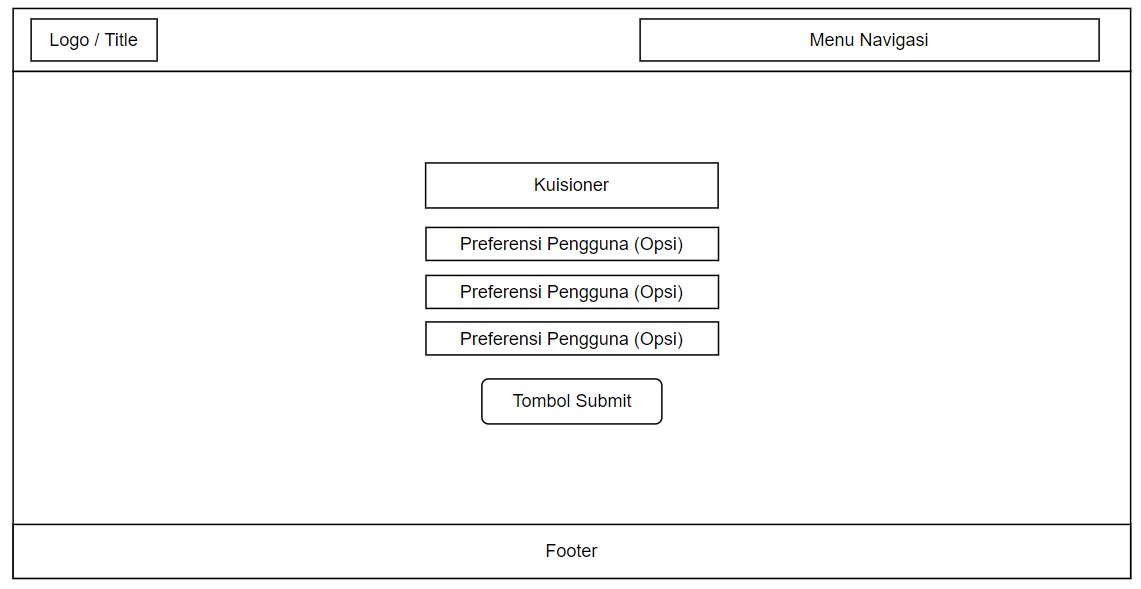 Logo / Title
Menu Navigasi
Kuisioner
Preferensi Pengguna (Opsi)
Preferensi Pengguna (Opsi)
Preferensi Pengguna (Opsi)
Tombol Submit
Footer